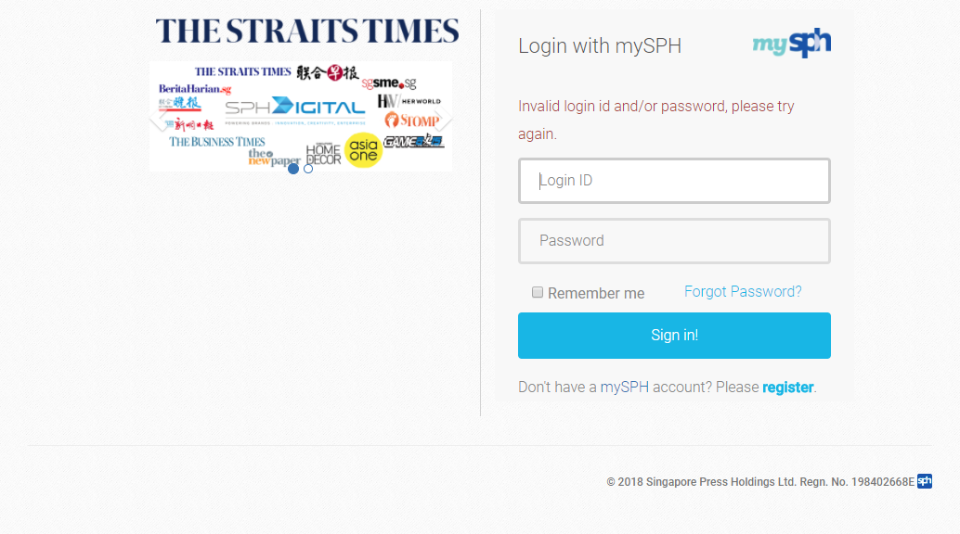 THE STRAITS TIMES
THE STRAITS TIMES 联合早报
sgsme.sg
BeritaHarian.sg
晚报
SPH DIGITAL
HW HERWORLD
新明日报
STOMP
THE BUSINESS TIMES
the new paper
HOME DECOR
asia one
GAME
Login with mySPH
mysph
Invalid login id and/or password, please try
again.
Login ID
Password
Remember me
Forgot Password?
Sign in!
Don't have a mySPH account? Please register.
© 2018 Singapore Press Holdings Ltd. Regn. No. 198402668E sph